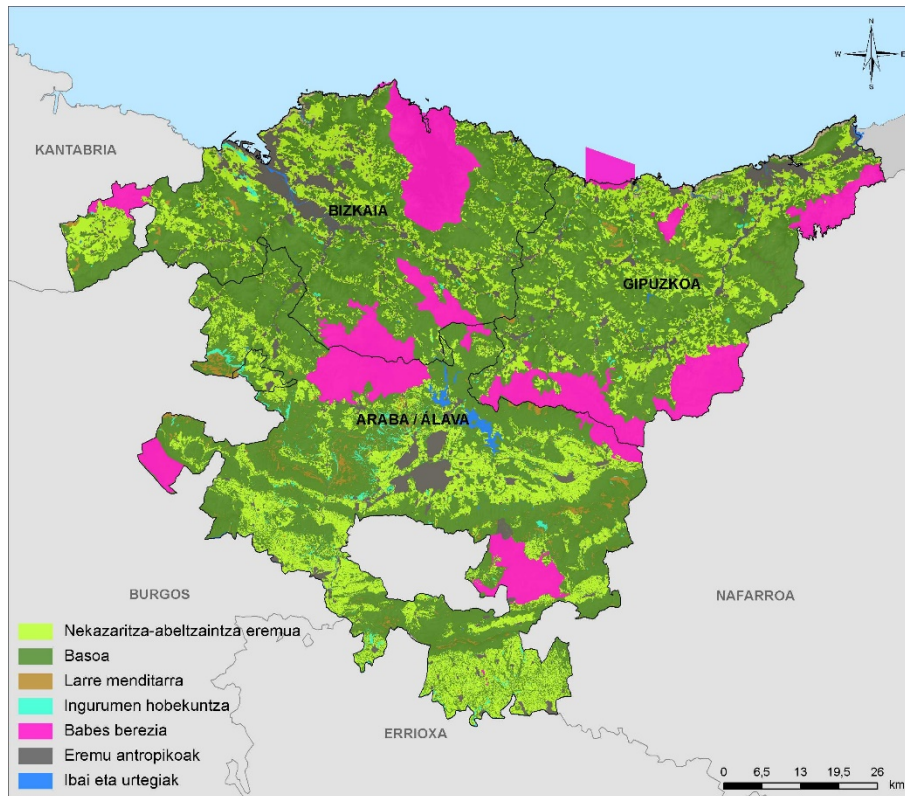 N
W E
S
KANTABRIA
BIZKAIA
GIPUZKOA
ARABA / ÁLAVA
BURGOS
NAFARROA
ERRIOXA
Nekazaritza-abeltzaintza eremua
Basoa
Larre menditarra
Ingurumen hobekuntza
Babes berezia
Eremu antropikoak
Ibai eta urtegiak
0 6,5 13 19,5 26
km